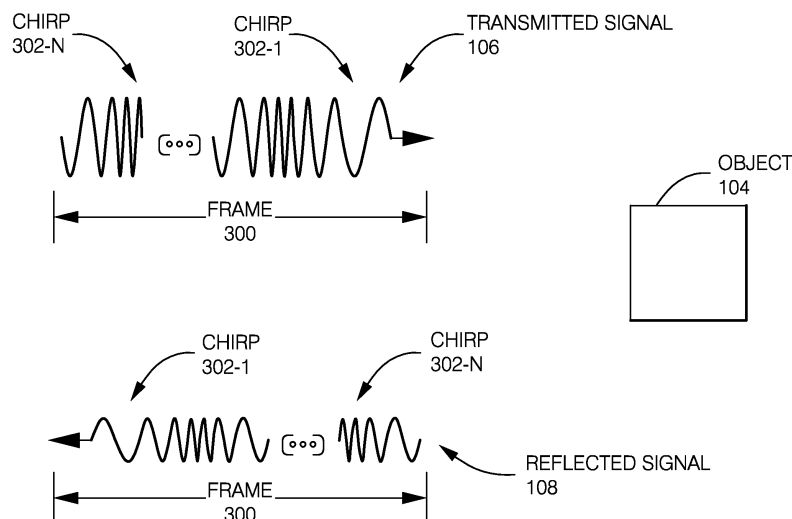 CHIRP
302-N
CHIRP
302-1
TRANSMITTED SIGNAL
106
OBJECT
104
FRAME
300
CHIRP
302-1
CHIRP
302-N
REFLECTED SIGNAL
108
FRAME
300